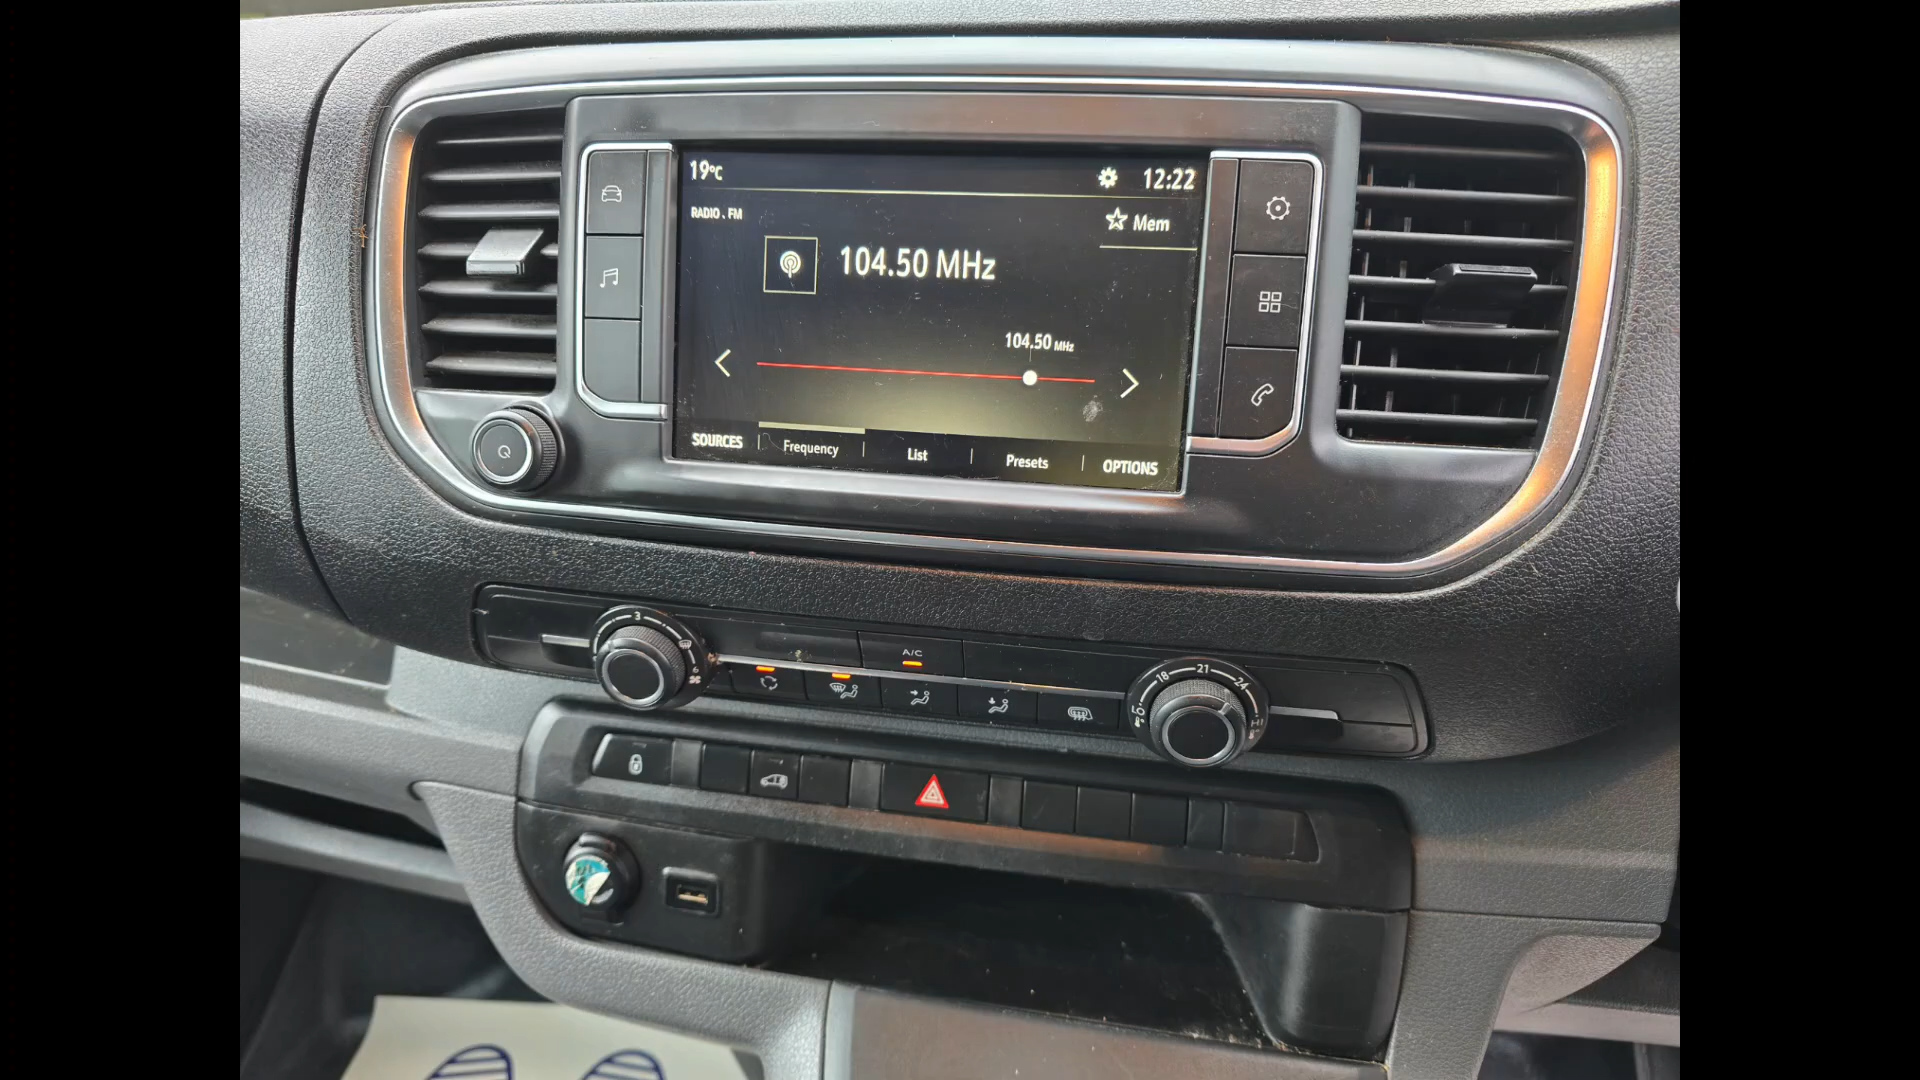 19°C
12:22
RADIO . FM
Mem
104.50 MHz
104.50 MHz
SOURCES
Frequency
List
Presets
OPTIONS
3
6
A/C
18
21
24